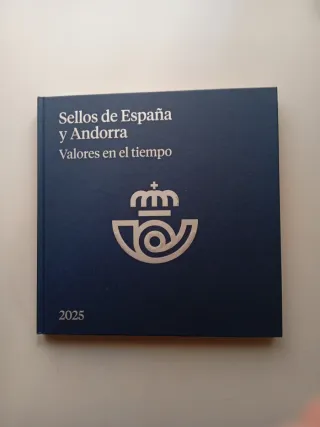 Sellos de España
y Andorra
Valores en el tiempo
2025